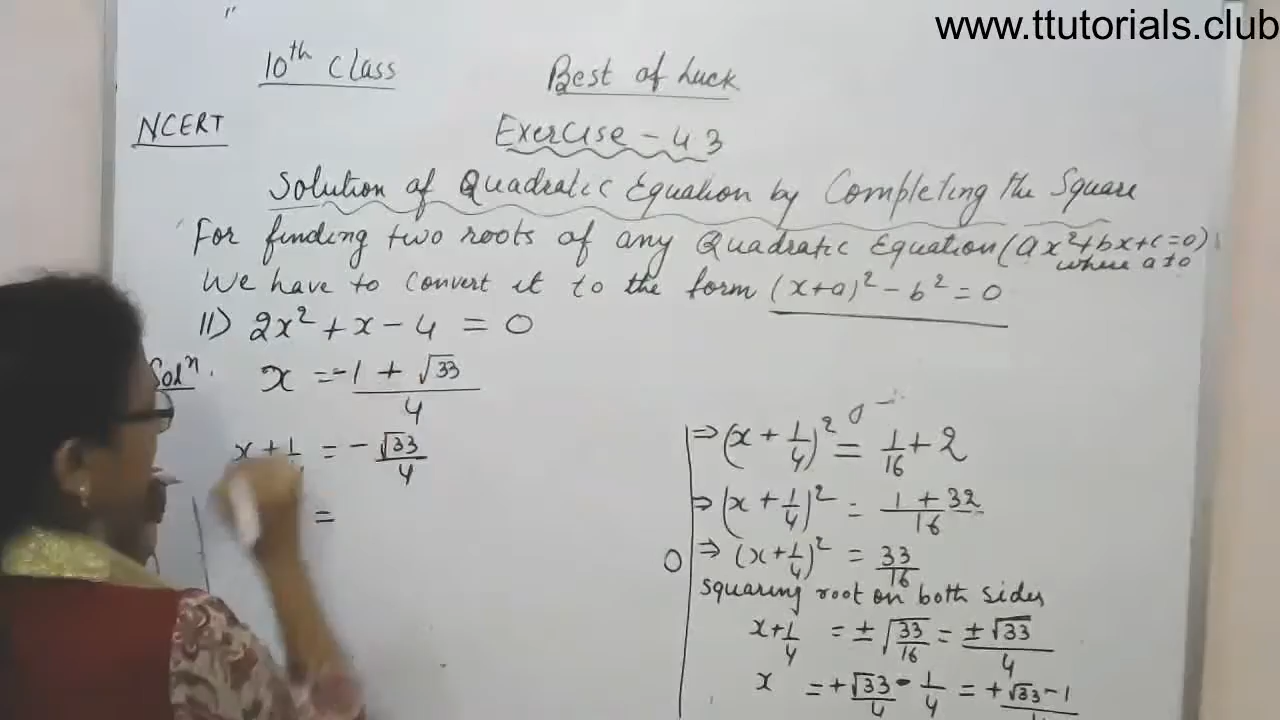 www.ttutorials.club
10th Class Best of Luck
NCERT
Exercise - 4.3
Solution of Quadratic Equation by Completing the Square
For finding two roots of any Quadratic Equation (ax²+bx+c=0)
where a≠0
We have to convert it to the form (x+a)² - b² = 0
II) 2x² + x - 4 = 0
Solⁿ. x = -1 + √33 / 4
x + 1/ = - √33/4
=
⇒ (x + 1/4)² = 1/16 + 2
⇒ (x + 1/4)² = 1 + 32 / 16
0 ⇒ (x + 1/4)² = 33/16
squaring root on both sides
x + 1/4 = ± √33/16 = ± √33 / 4
x = + √33/4 - 1/4 = + √33 - 1